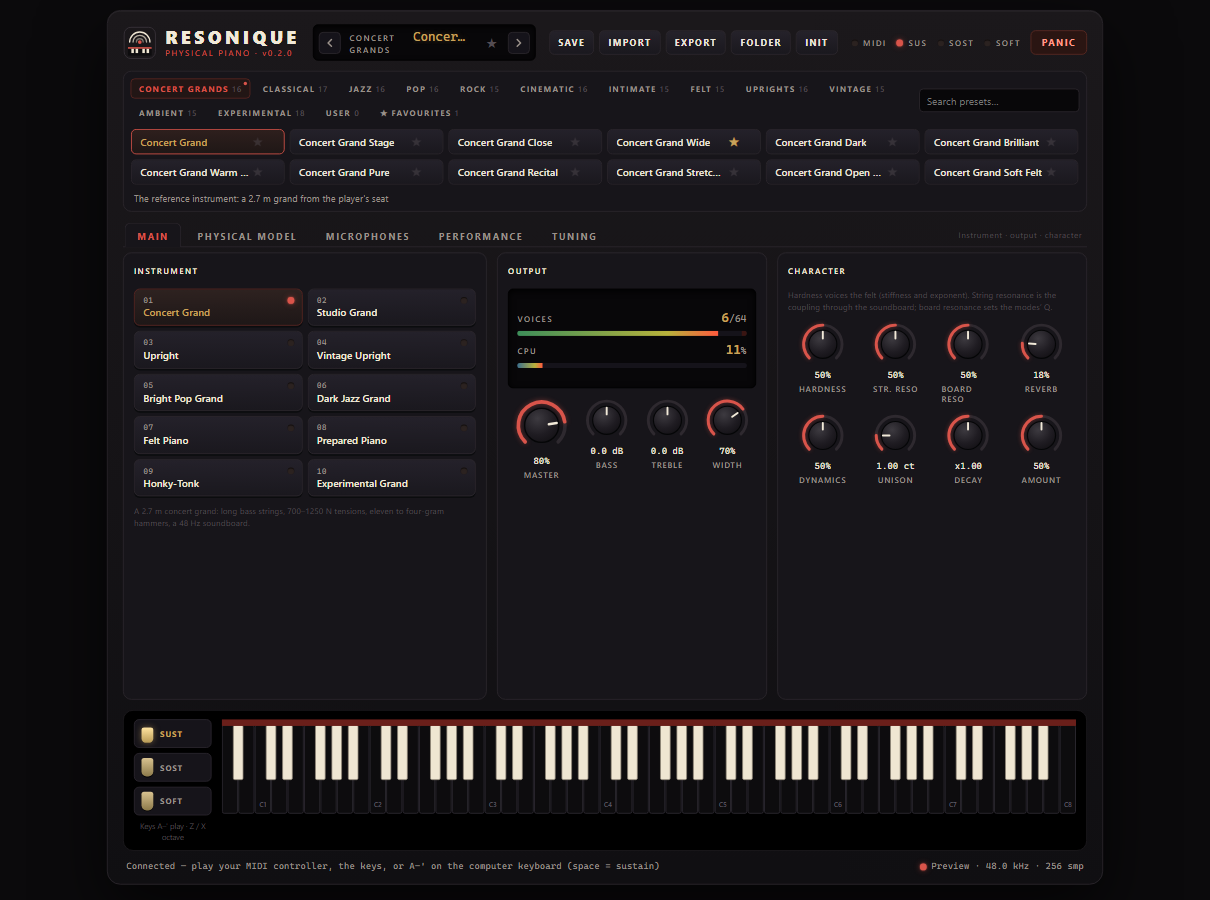 RESONIQUE
PHYSICAL PIANO · v0.2.0
CONCERT GRANDS
Concer…
SAVE
IMPORT
EXPORT
FOLDER
INIT
MIDI
SUS
SOST
SOFT
PANIC
CONCERT GRANDS 16
CLASSICAL 17
JAZZ 16
POP 16
ROCK 15
CINEMATIC 16
INTIMATE 15
FELT 15
UPRIGHTS 16
VINTAGE 15
AMBIENT 15
EXPERIMENTAL 18
USER 0
★ FAVOURITES 1
Search presets…
Concert Grand ★
Concert Grand Stage ★
Concert Grand Close ★
Concert Grand Wide ★
Concert Grand Dark ★
Concert Grand Brilliant ★
Concert Grand Warm … ★
Concert Grand Pure ★
Concert Grand Recital ★
Concert Grand Stretc… ★
Concert Grand Open … ★
Concert Grand Soft Felt ★
The reference instrument: a 2.7 m grand from the player's seat
MAIN
PHYSICAL MODEL
MICROPHONES
PERFORMANCE
TUNING
Instrument · output · character
INSTRUMENT
01
Concert Grand
02
Studio Grand
03
Upright
04
Vintage Upright
05
Bright Pop Grand
06
Dark Jazz Grand
07
Felt Piano
08
Prepared Piano
09
Honky-Tonk
10
Experimental Grand
A 2.7 m concert grand: long bass strings, 700–1250 N tensions, eleven to four-gram
hammers, a 48 Hz soundboard.
OUTPUT
VOICES 6/64
CPU 11%
80%
MASTER
0.0 dB
BASS
0.0 dB
TREBLE
70%
WIDTH
CHARACTER
Hardness voices the felt (stiffness and exponent). String resonance is the
coupling through the soundboard; board resonance sets the modes' Q.
50%
HARDNESS
50%
STR. RESO
50%
BOARD
RESO
18%
REVERB
50%
DYNAMICS
1.00 ct
UNISON
x1.00
DECAY
50%
AMOUNT
SUST
SOST
SOFT
Keys A–' play · Z / X
octave
C1
C2
C3
C4
C5
C6
C7
C8
Connected — play your MIDI controller, the keys, or A–' on the computer keyboard (space = sustain)
Preview · 48.0 kHz · 256 smp